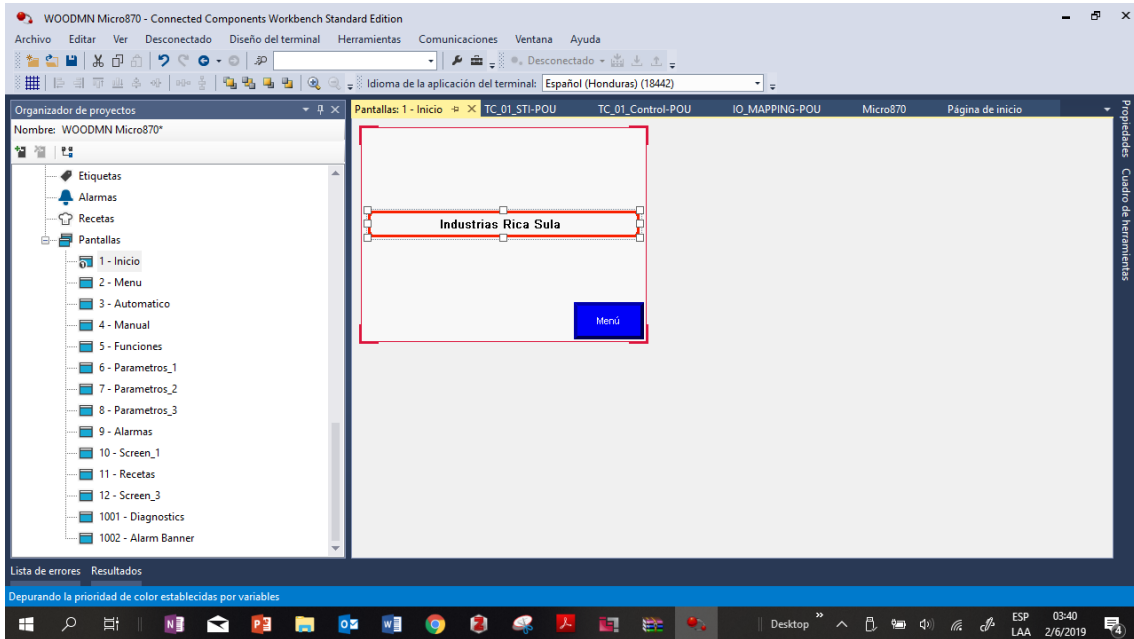 WOODMN Micro870 - Connected Components Workbench Standard Edition
Archivo Editar Ver Desconectado Diseño del terminal Herramientas Comunicaciones Ventana Ayuda
Desconectado
Idioma de la aplicación del terminal: Español (Honduras) (18442)
Organizador de proyectos
Nombre: WOODMN Micro870*
Etiquetas
Alarmas
Recetas
Pantallas
1 - Inicio
2 - Menu
3 - Automatico
4 - Manual
5 - Funciones
6 - Parametros_1
7 - Parametros_2
8 - Parametros_3
9 - Alarmas
10 - Screen_1
11 - Recetas
12 - Screen_3
1001 - Diagnostics
1002 - Alarm Banner
Pantallas: 1 - Inicio TC_01_STI-POU TC_01_Control-POU IO_MAPPING-POU Micro870 Página de inicio
Industrias Rica Sula
Menú
Propiedades
Cuadro de herramientas
Lista de errores Resultados
Depurando la prioridad de color establecidas por variables
Desktop
ESP
LAA
03:40
2/6/2019
4